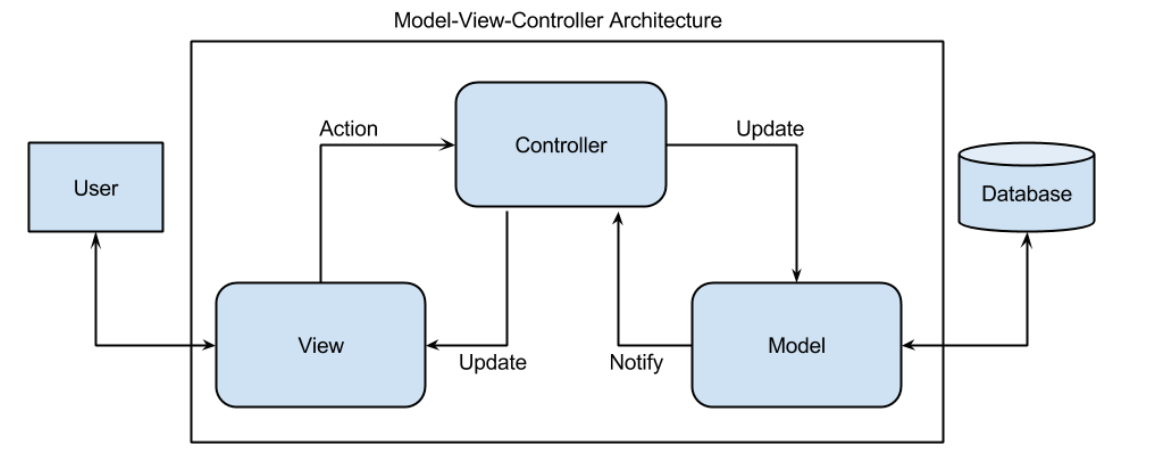 Model-View-Controller Architecture
Action
Controller
Update
User
Database
View
Update
Notify
Model